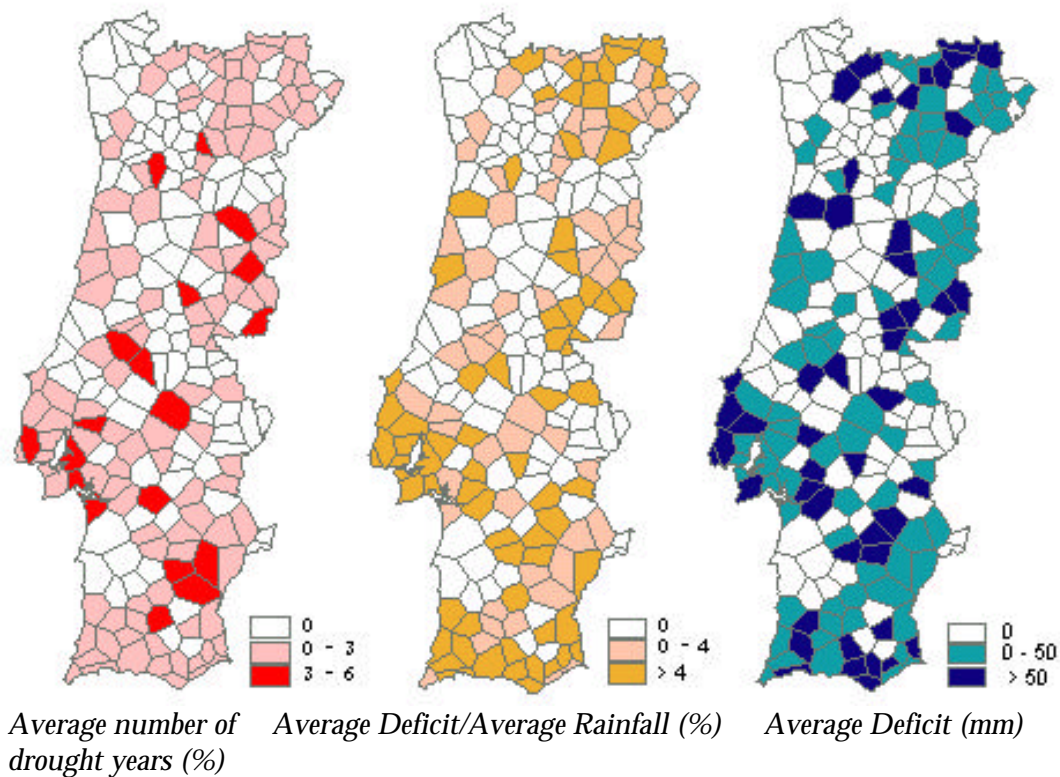 0
0 - 3
3 - 6
0
0 - 4
> 4
0
0 - 50
> 50
Average number of
drought years (%)
Average Deficit/Average Rainfall (%)
Average Deficit (mm)